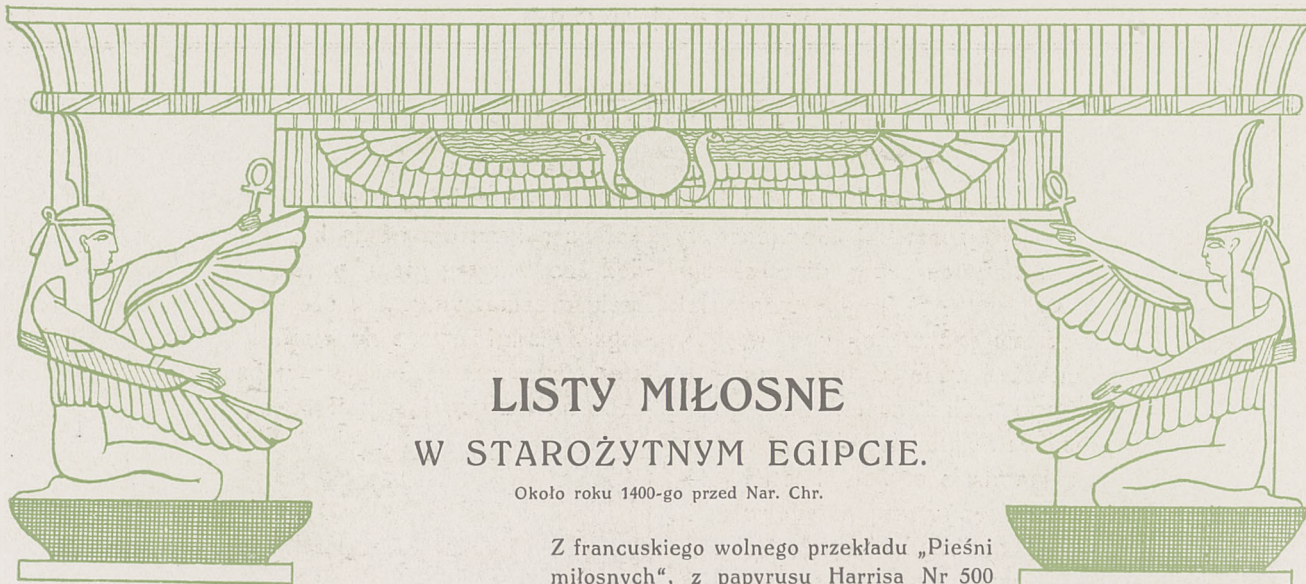 LISTY MIŁOSNE
W STAROŻYTNYM EGIPCIE.
Około roku 1400-go przed Nar. Chr.
Z francuskiego wolnego przekładu „Pieśni
miłosnych“, z papyrusu Harrisa Nr 500